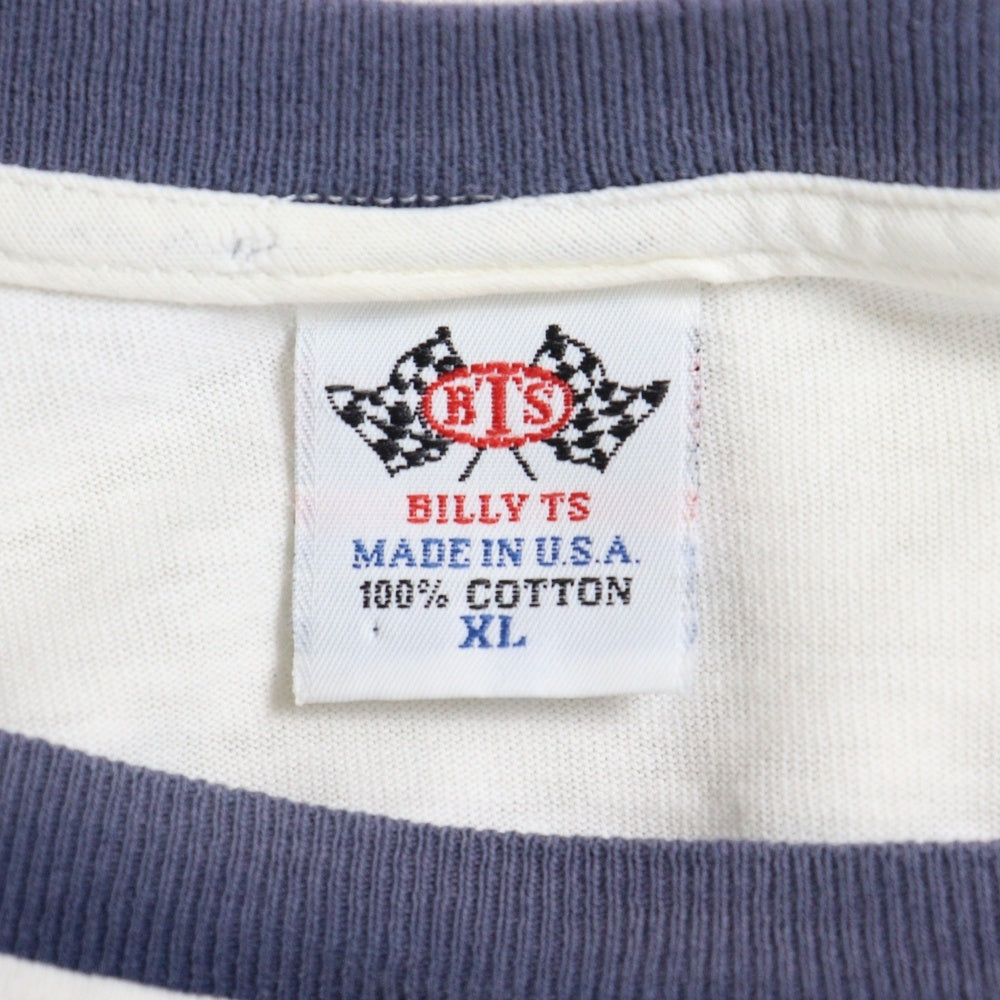 BTS
BILLY TS
MADE IN U.S.A.
100% COTTON
XL